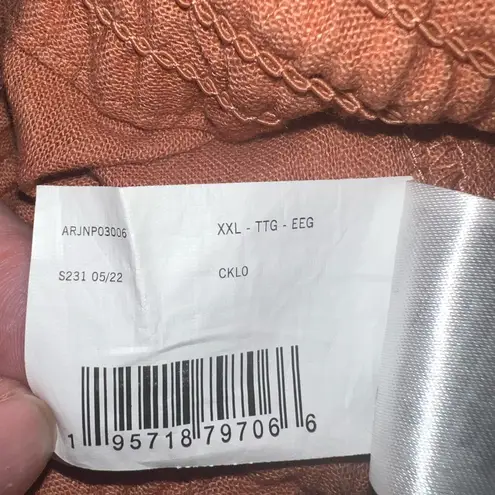 ARJNP03006 XXL - TTG - EEG
S231 05/22 CKL0
1 95718 79706 6